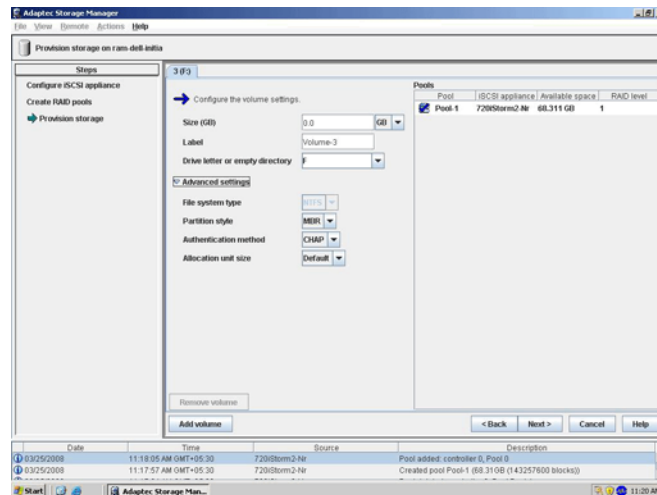 Adaptec Storage Manager
File View Remote Actions Help
Provision storage on ram-dell-initia
Steps
Configure iSCSI appliance
Create RAID pools
Provision storage
3 (F:)
Configure the volume settings.
Size (GB) 0.0 GB
Label Volume-3
Drive letter or empty directory F
Advanced settings
File system type NTFS
Partition style MBR
Authentication method CHAP
Allocation unit size Default
Remove volume
Add volume
Pools
Pool iSCSI appliance Available space RAID level
Pool-1 720iStorm2-Nr 68.311 GB 1
<Back Next> Cancel Help
Date Time Source Description
03/25/2008 11:18:05 AM GMT+05:30 720iStorm2-Nr Pool added: controller 0, Pool 0
03/25/2008 11:17:57 AM GMT+05:30 720iStorm2-Nr Created pool Pool-1 (68.31GB (143257600 blocks))
Start Adaptec Storage Man... 11:20 AM